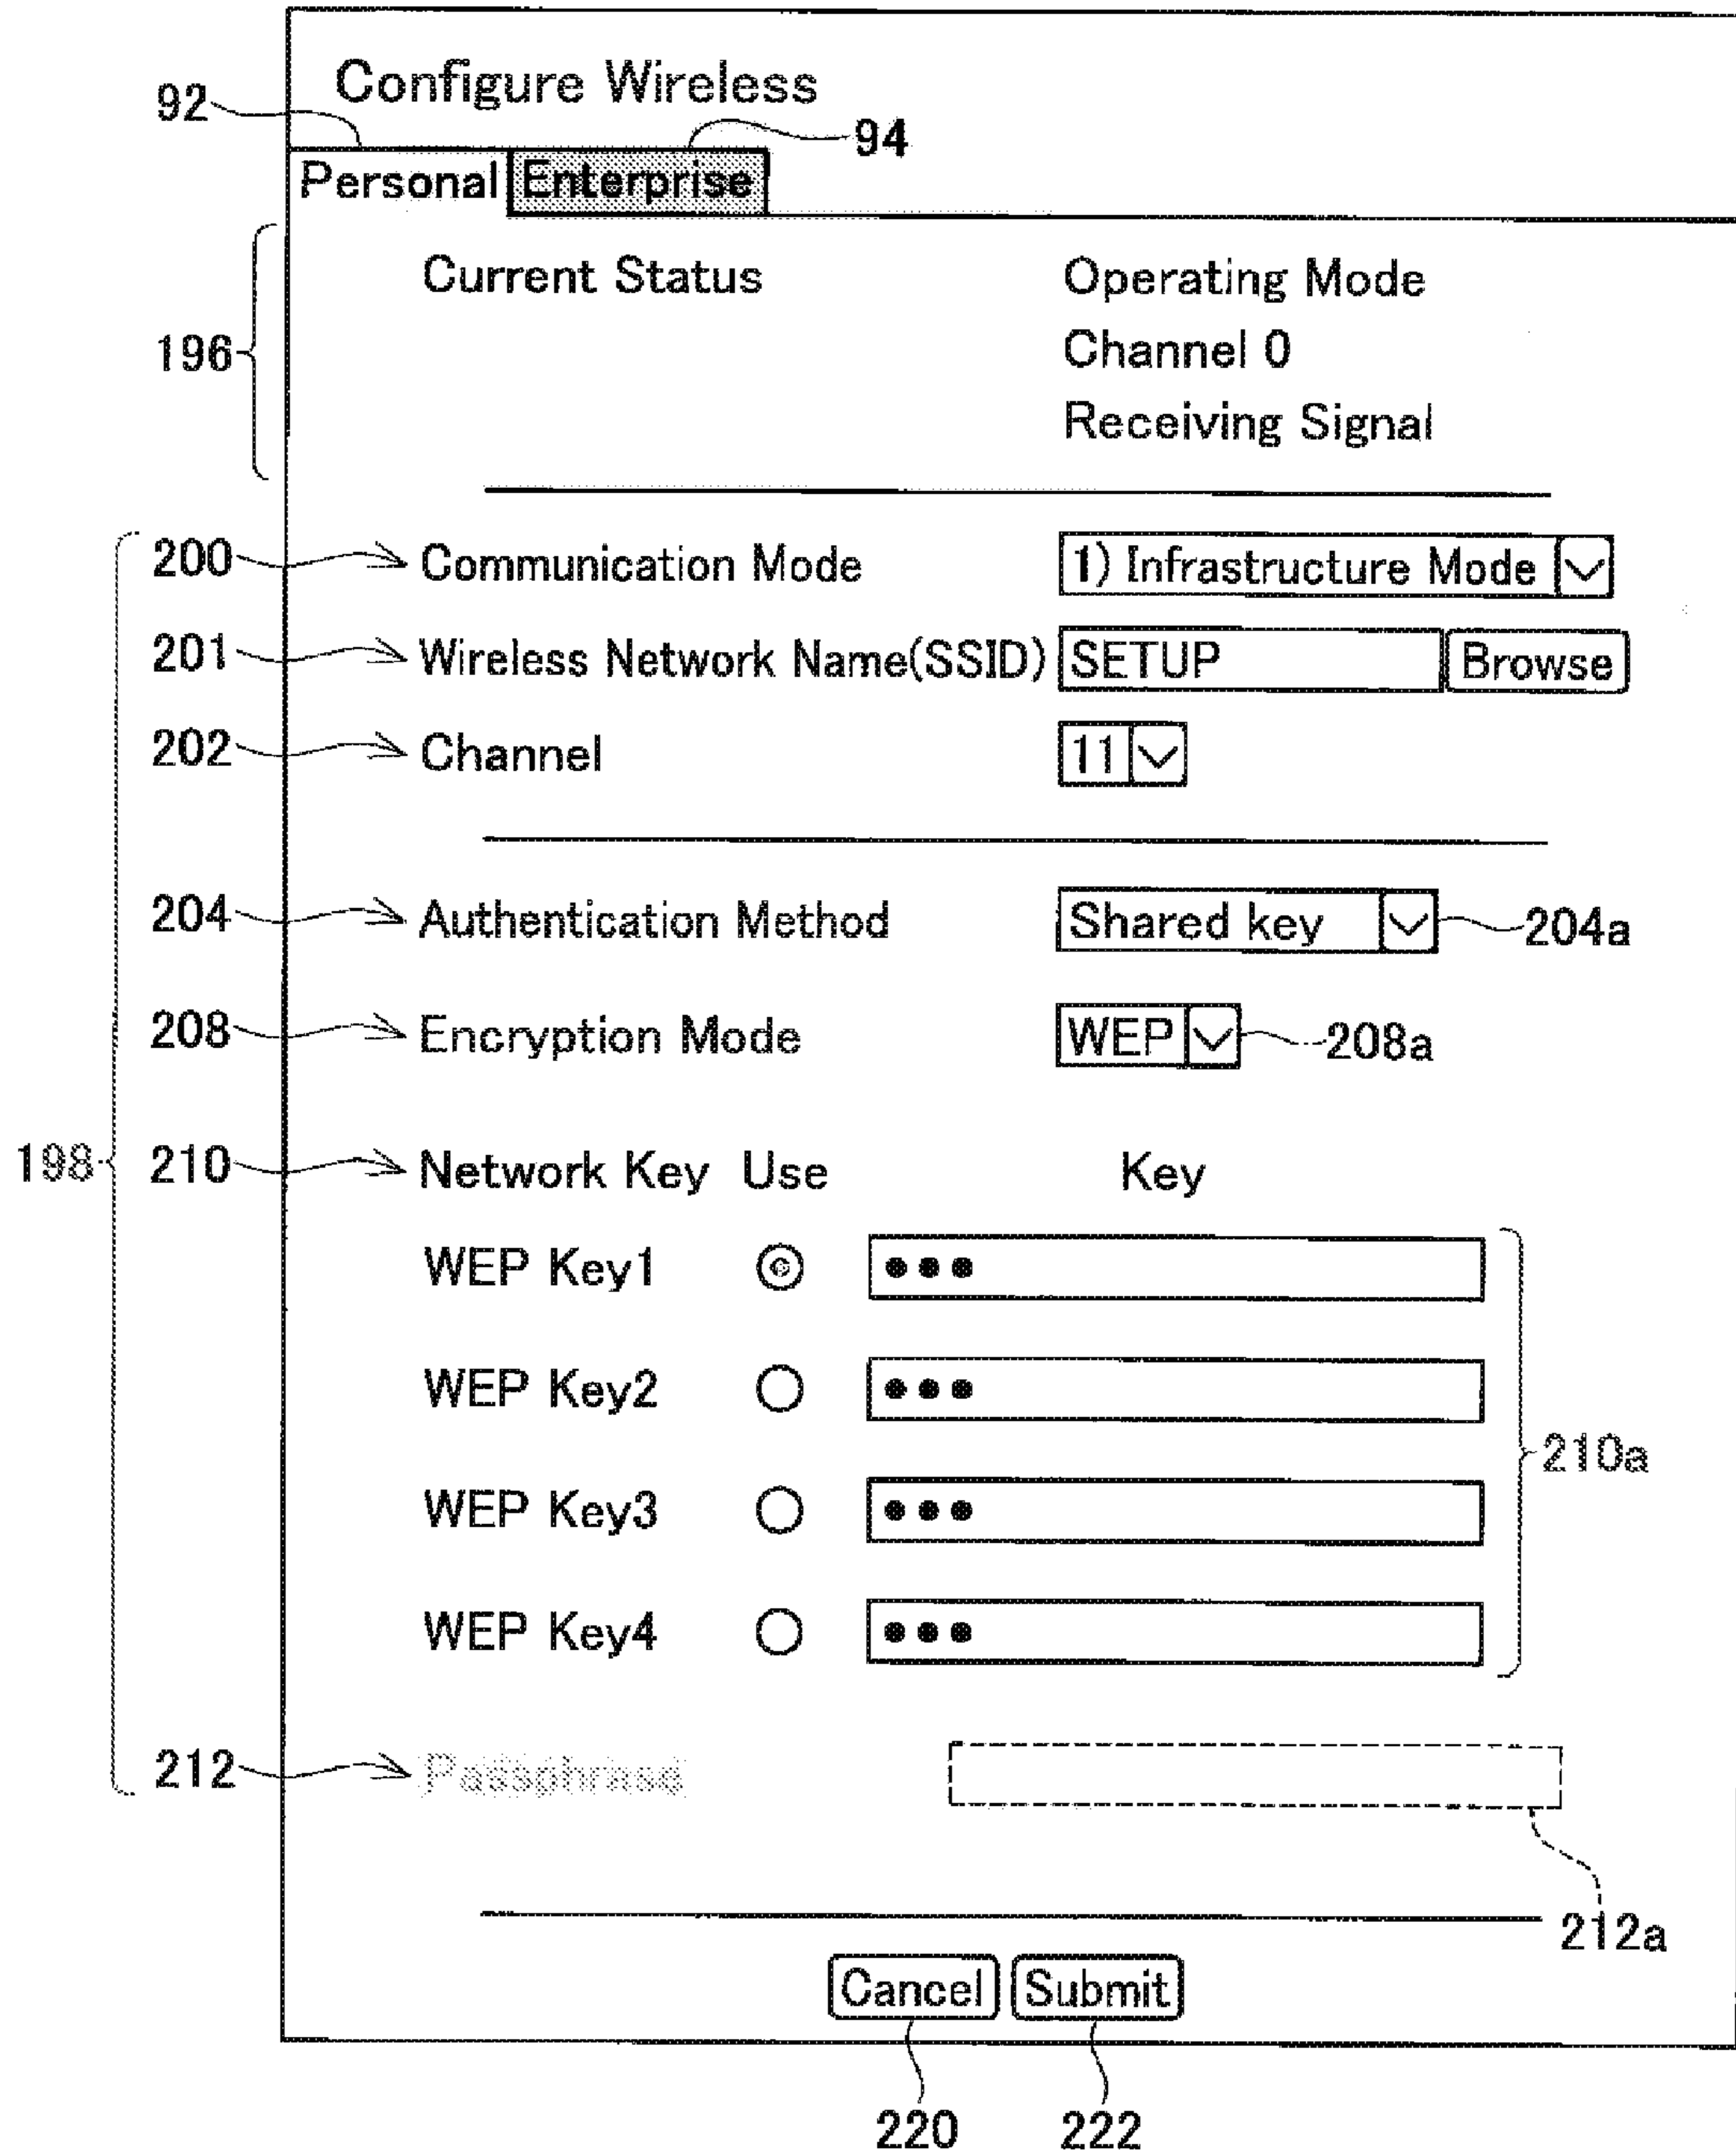 Configure Wireless
92
94
Personal Enterprise
Current Status Operating Mode
196 Channel 0
Receiving Signal
200 Communication Mode 1) Infrastructure Mode
201 Wireless Network Name(SSID) SETUP Browse
202 Channel 11
204 Authentication Method Shared key 204a
208 Encryption Mode WEP 208a
198 210 Network Key Use Key
WEP Key1 ●●●
WEP Key2 ●●●
210a
WEP Key3 ●●●
WEP Key4 ●●●
212 Passphrase
212a
Cancel Submit
220 222